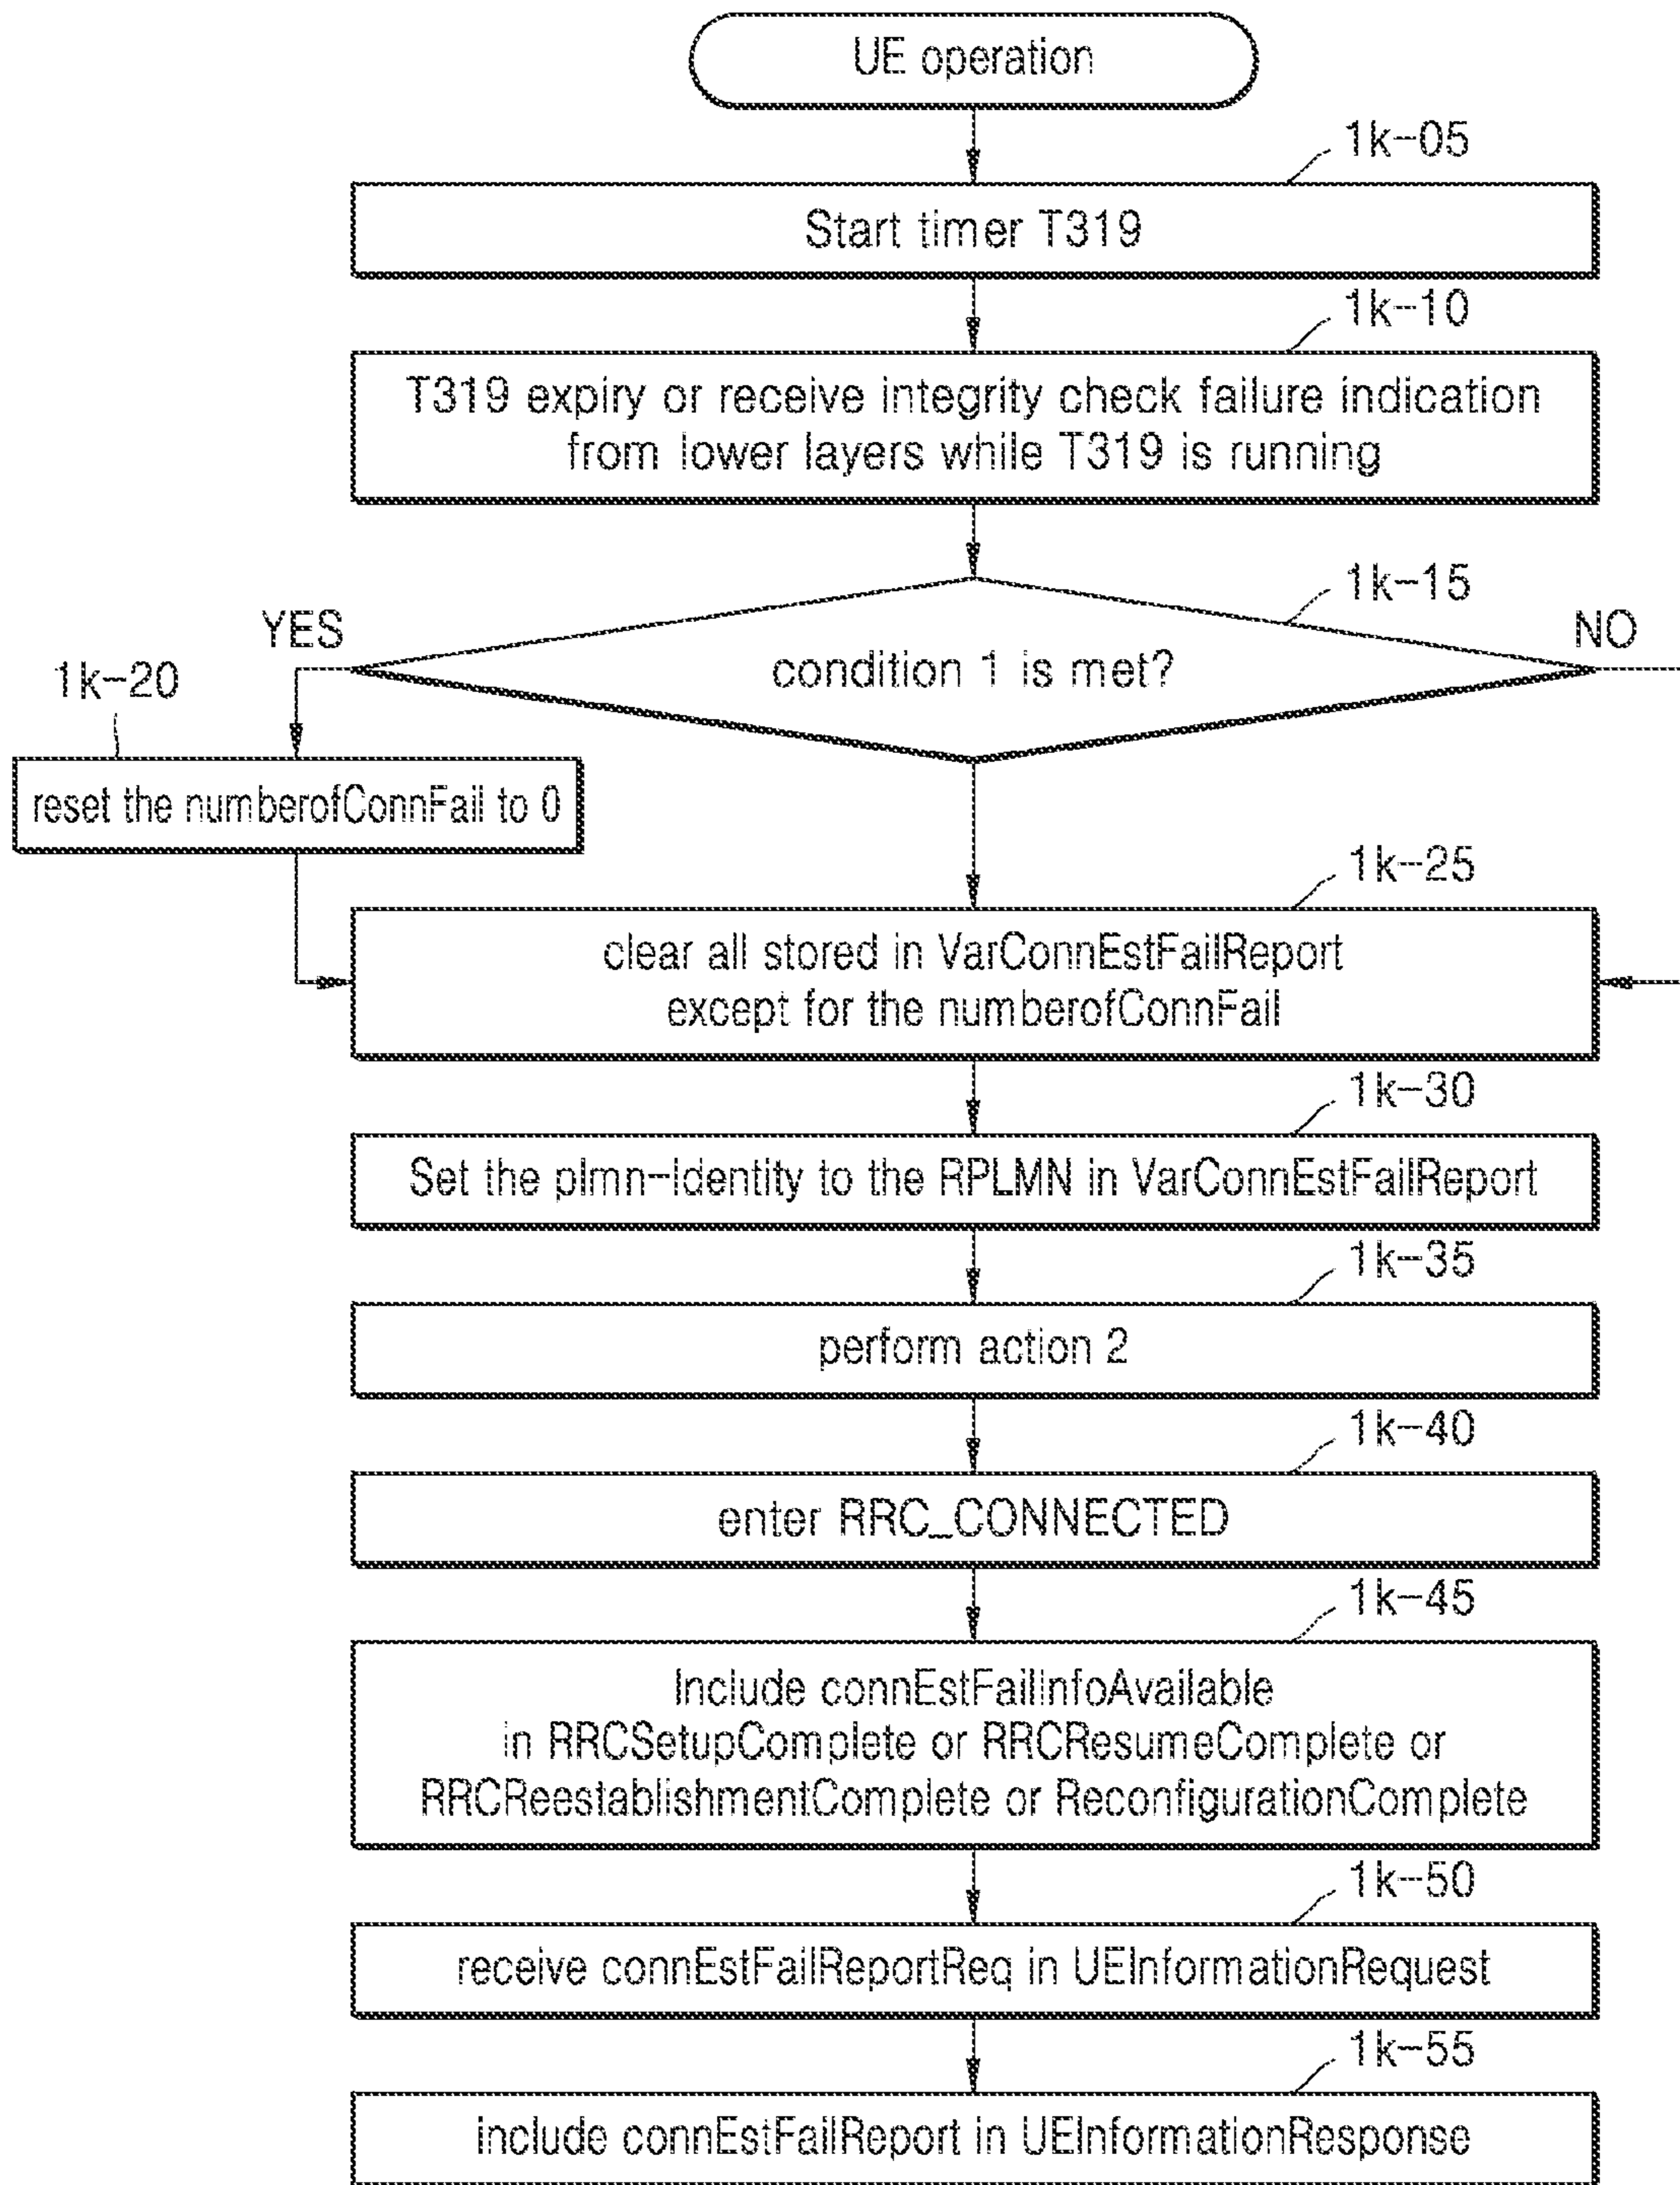 UE operation
1k-05
Start timer T319
1k-10
T319 expiry or receive integrity check failure indication
from lower layers while T319 is running
1k-15
YES
NO
condition 1 is met?
1k-20
reset the numberofConnFail to 0
1k-25
clear all stored in VarConnEstFailReport
except for the numberofConnFail
1k-30
Set the plmn-Identity to the RPLMN in VarConnEstFailReport
1k-35
perform action 2
1k-40
enter RRC_CONNECTED
1k-45
Include connEstFailInfoAvailable
in RRCSetupComplete or RRCResumeComplete or
RRCReestablishmentComplete or ReconfigurationComplete
1k-50
receive connEstFailReportReq in UEInformationRequest
1k-55
include connEstFailReport in UEInformationResponse